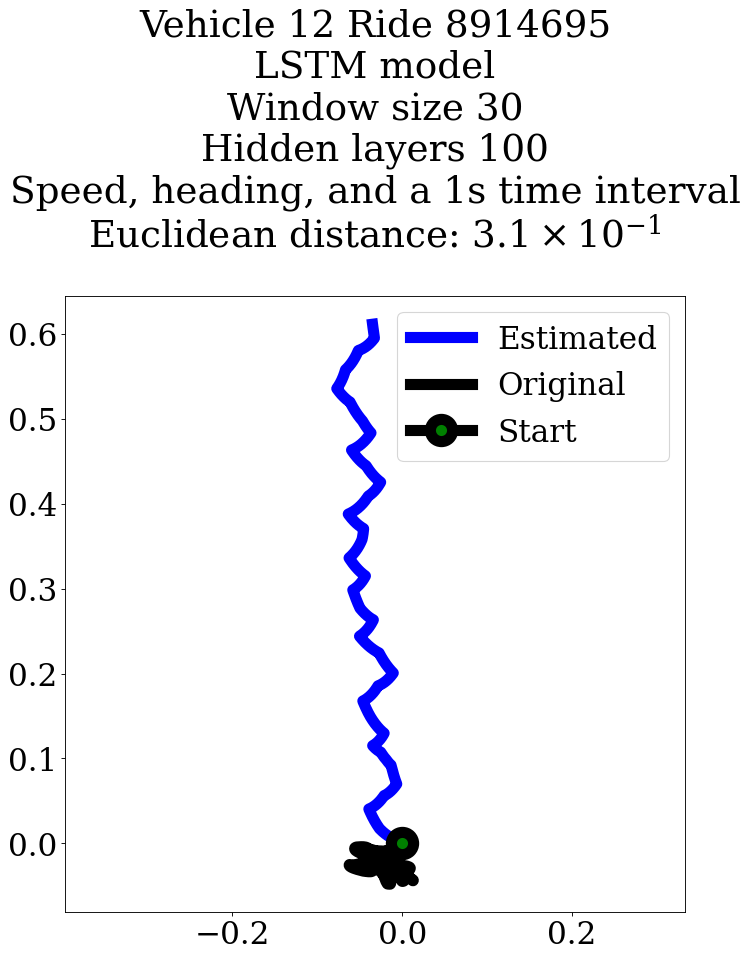 Vehicle 12 Ride 8914695
LSTM model
Window size 30
Hidden layers 100
Speed, heading, and a 1s time interval
Euclidean distance: 3.1 × 10⁻¹
Estimated
Original
Start
0.6
0.5
0.4
0.3
0.2
0.1
0.0
−0.2 0.0 0.2